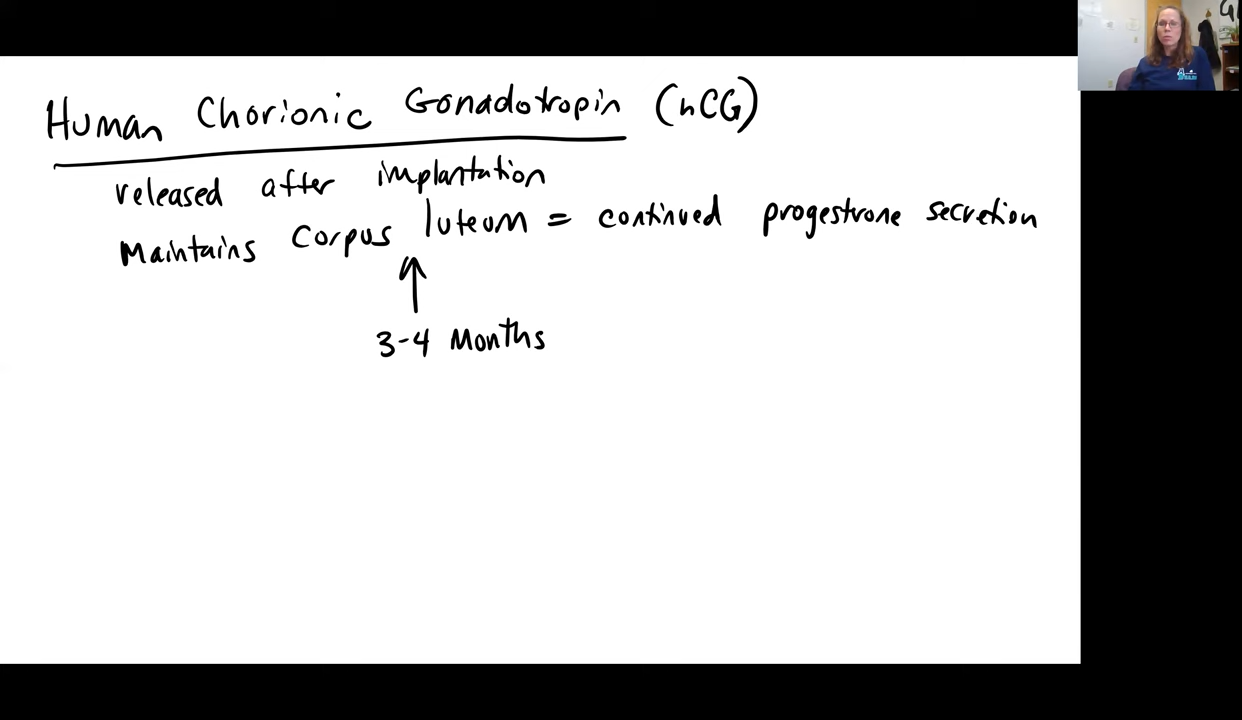 Human Chorionic Gonadotropin (hCG)
released after implantation
Maintains corpus luteum = continued progestrone secretion
3-4 Months